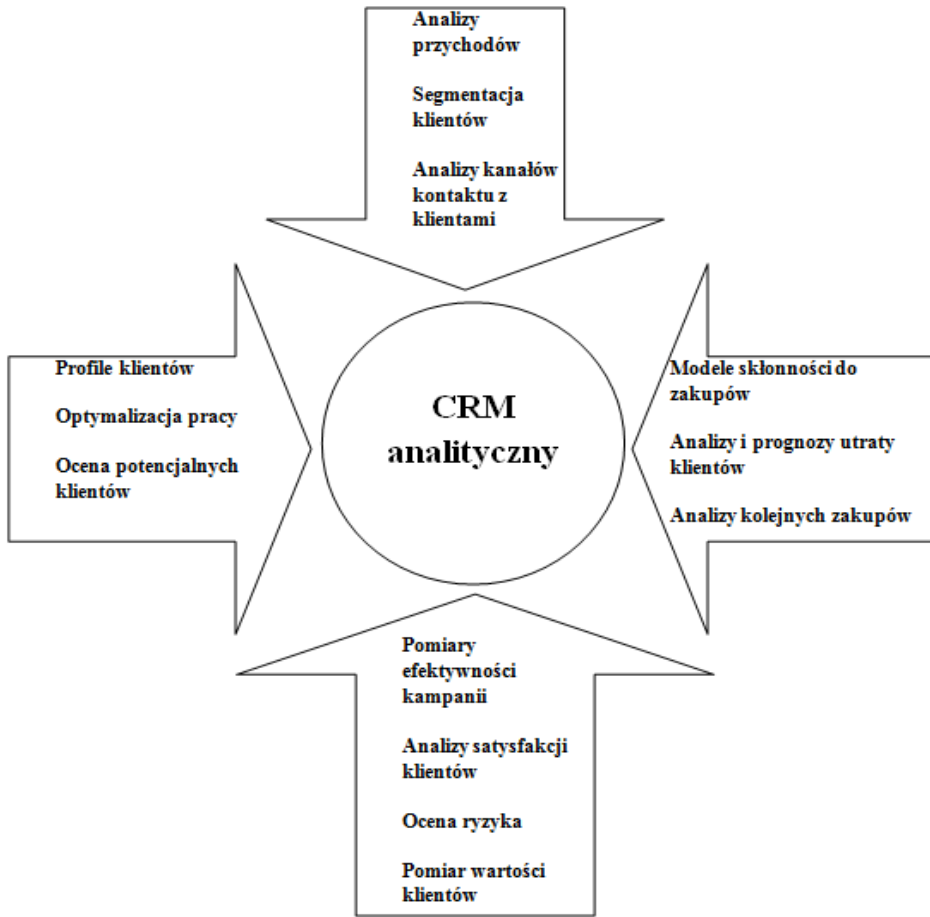 Analizy
przychodów
Segmentacja
klientów
Analizy kanałów
kontaktu z
klientami
Profile klientów
Optymalizacja pracy
Ocena potencjalnych
klientów
CRM
analityczny
Modele skłonności do
zakupów
Analizy i prognozy utraty
klientów
Analizy kolejnych zakupów
Pomiary
efektywności
kampanii
Analizy satysfakcji
klientów
Ocena ryzyka
Pomiar wartości
klientów